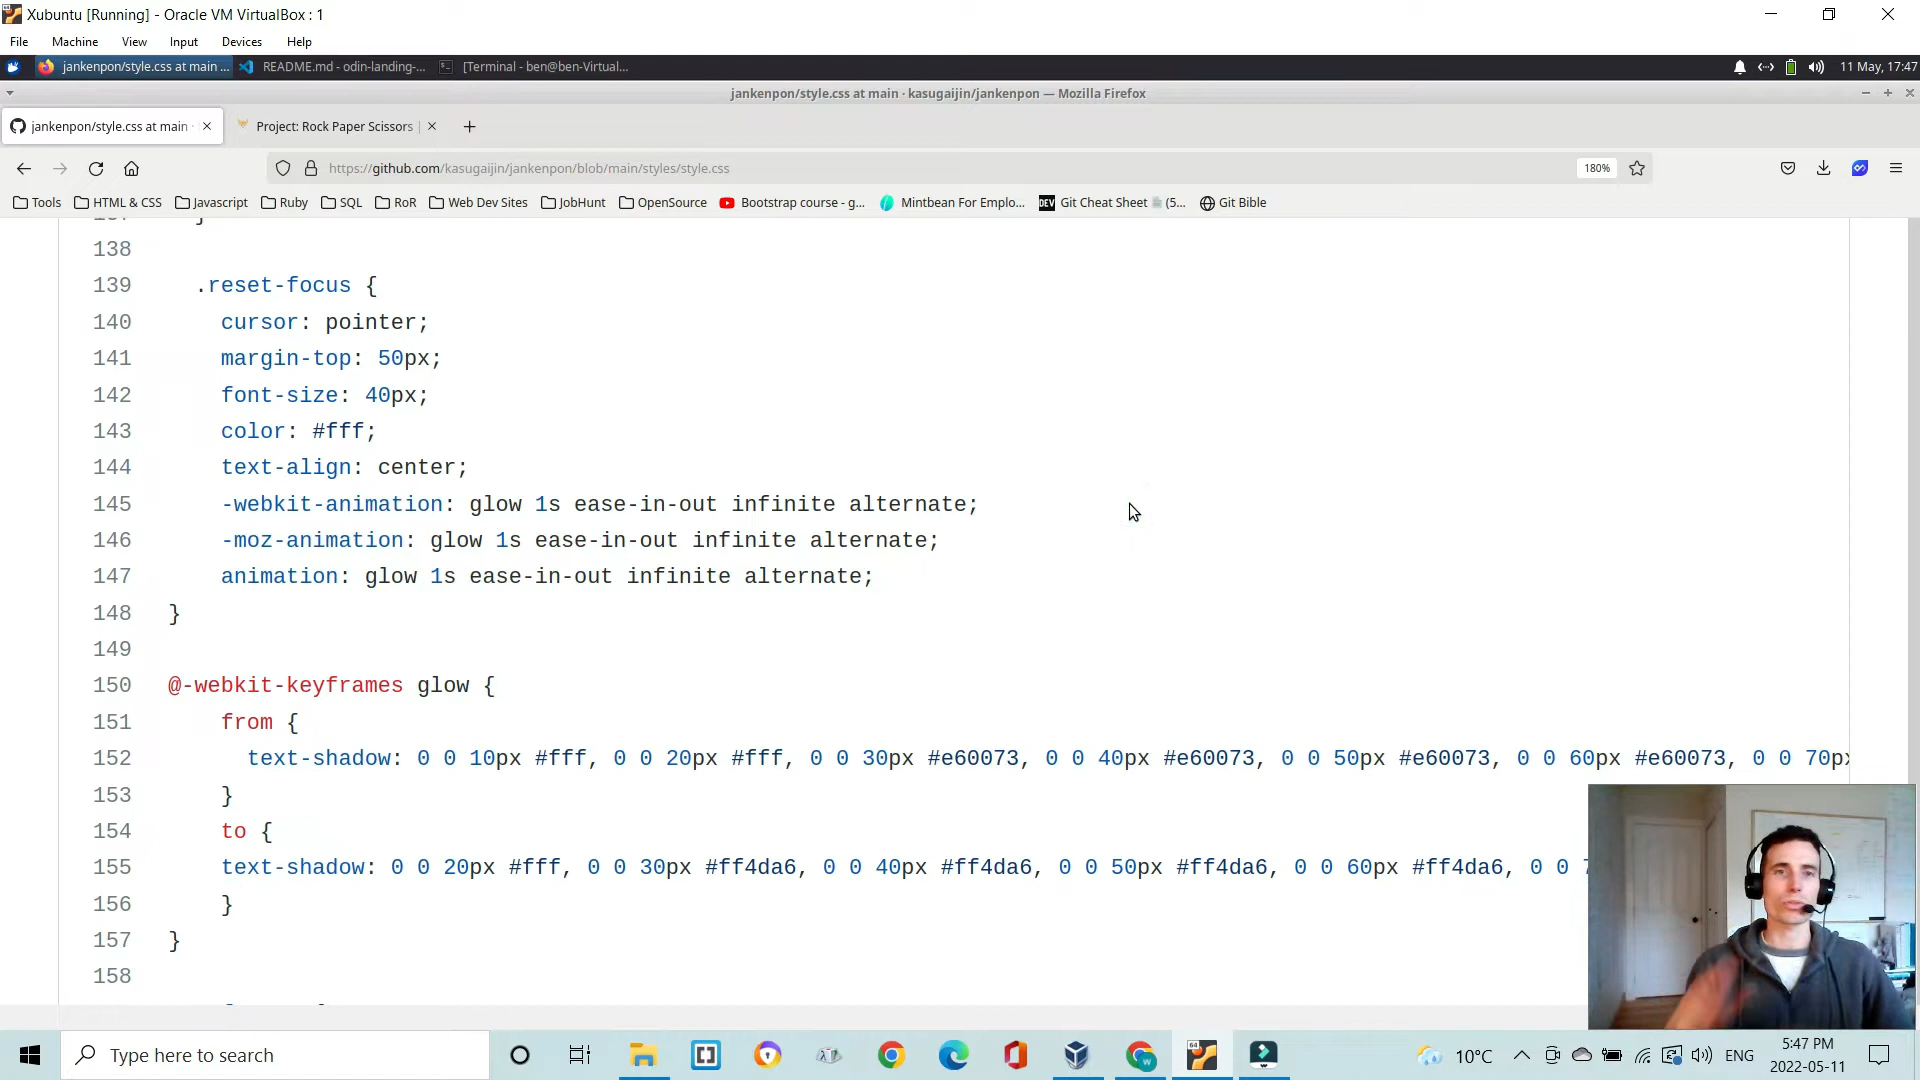 Xubuntu [Running] - Oracle VM VirtualBox : 1
File Machine View Input Devices Help
jankenpon/style.css at main ... README.md - odin-landing-... [Terminal - ben@ben-Virtual... 11 May, 17:47
jankenpon/style.css at main · kasugaijin/jankenpon — Mozilla Firefox
jankenpon/style.css at main Project: Rock Paper Scissors
https://github.com/kasugaijin/jankenpon/blob/main/styles/style.css 180%
Tools HTML & CSS Javascript Ruby SQL RoR Web Dev Sites JobHunt OpenSource Bootstrap course - g... Mintbean For Emplo... DEV Git Cheat Sheet (5... Git Bible
138
139 .reset-focus {
140 cursor: pointer;
141 margin-top: 50px;
142 font-size: 40px;
143 color: #fff;
144 text-align: center;
145 -webkit-animation: glow 1s ease-in-out infinite alternate;
146 -moz-animation: glow 1s ease-in-out infinite alternate;
147 animation: glow 1s ease-in-out infinite alternate;
148 }
149
150 @-webkit-keyframes glow {
151 from {
152 text-shadow: 0 0 10px #fff, 0 0 20px #fff, 0 0 30px #e60073, 0 0 40px #e60073, 0 0 50px #e60073, 0 0 60px #e60073, 0 0 70px
153 }
154 to {
155 text-shadow: 0 0 20px #fff, 0 0 30px #ff4da6, 0 0 40px #ff4da6, 0 0 50px #ff4da6, 0 0 60px #ff4da6, 0 0
156 }
157 }
158
Type here to search 64 10°C ENG 5:47 PM
2022-05-11